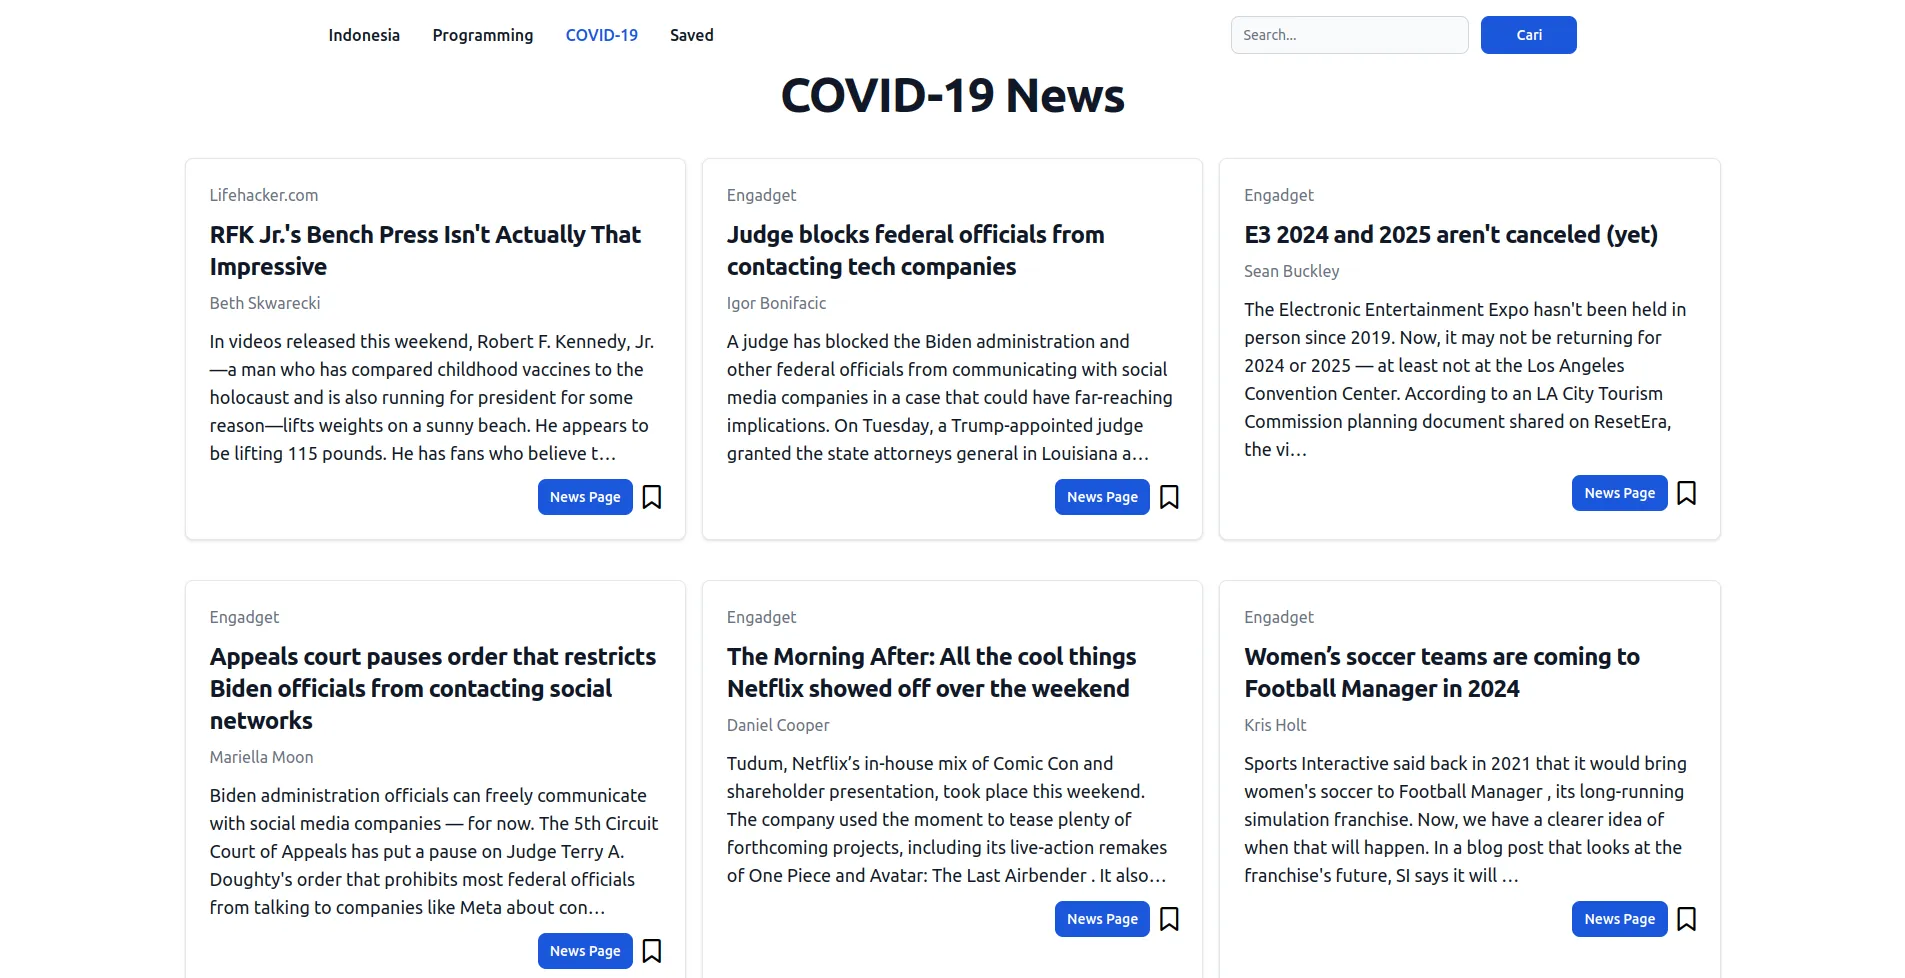 Indonesia Programming COVID-19 Saved Search... Cari
COVID-19 News
Lifehacker.com
RFK Jr.'s Bench Press Isn't Actually That
Impressive
Beth Skwarecki
In videos released this weekend, Robert F. Kennedy, Jr.
—a man who has compared childhood vaccines to the
holocaust and is also running for president for some
reason—lifts weights on a sunny beach. He appears to
be lifting 115 pounds. He has fans who believe t…
News Page
Engadget
Judge blocks federal officials from
contacting tech companies
Igor Bonifacic
A judge has blocked the Biden administration and
other federal officials from communicating with social
media companies in a case that could have far-reaching
implications. On Tuesday, a Trump-appointed judge
granted the state attorneys general in Louisiana a…
News Page
Engadget
E3 2024 and 2025 aren't canceled (yet)
Sean Buckley
The Electronic Entertainment Expo hasn't been held in
person since 2019. Now, it may not be returning for
2024 or 2025 — at least not at the Los Angeles
Convention Center. According to an LA City Tourism
Commission planning document shared on ResetEra,
the vi…
News Page
Engadget
Appeals court pauses order that restricts
Biden officials from contacting social
networks
Mariella Moon
Biden administration officials can freely communicate
with social media companies — for now. The 5th Circuit
Court of Appeals has put a pause on Judge Terry A.
Doughty's order that prohibits most federal officials
from talking to companies like Meta about con…
News Page
Engadget
The Morning After: All the cool things
Netflix showed off over the weekend
Daniel Cooper
Tudum, Netflix’s in-house mix of Comic Con and
shareholder presentation, took place this weekend.
The company used the moment to tease plenty of
forthcoming projects, including its live-action remakes
of One Piece and Avatar: The Last Airbender . It also…
News Page
Engadget
Women’s soccer teams are coming to
Football Manager in 2024
Kris Holt
Sports Interactive said back in 2021 that it would bring
women's soccer to Football Manager , its long-running
simulation franchise. Now, we have a clearer idea of
when that will happen. In a blog post that looks at the
franchise's future, SI says it will …
News Page